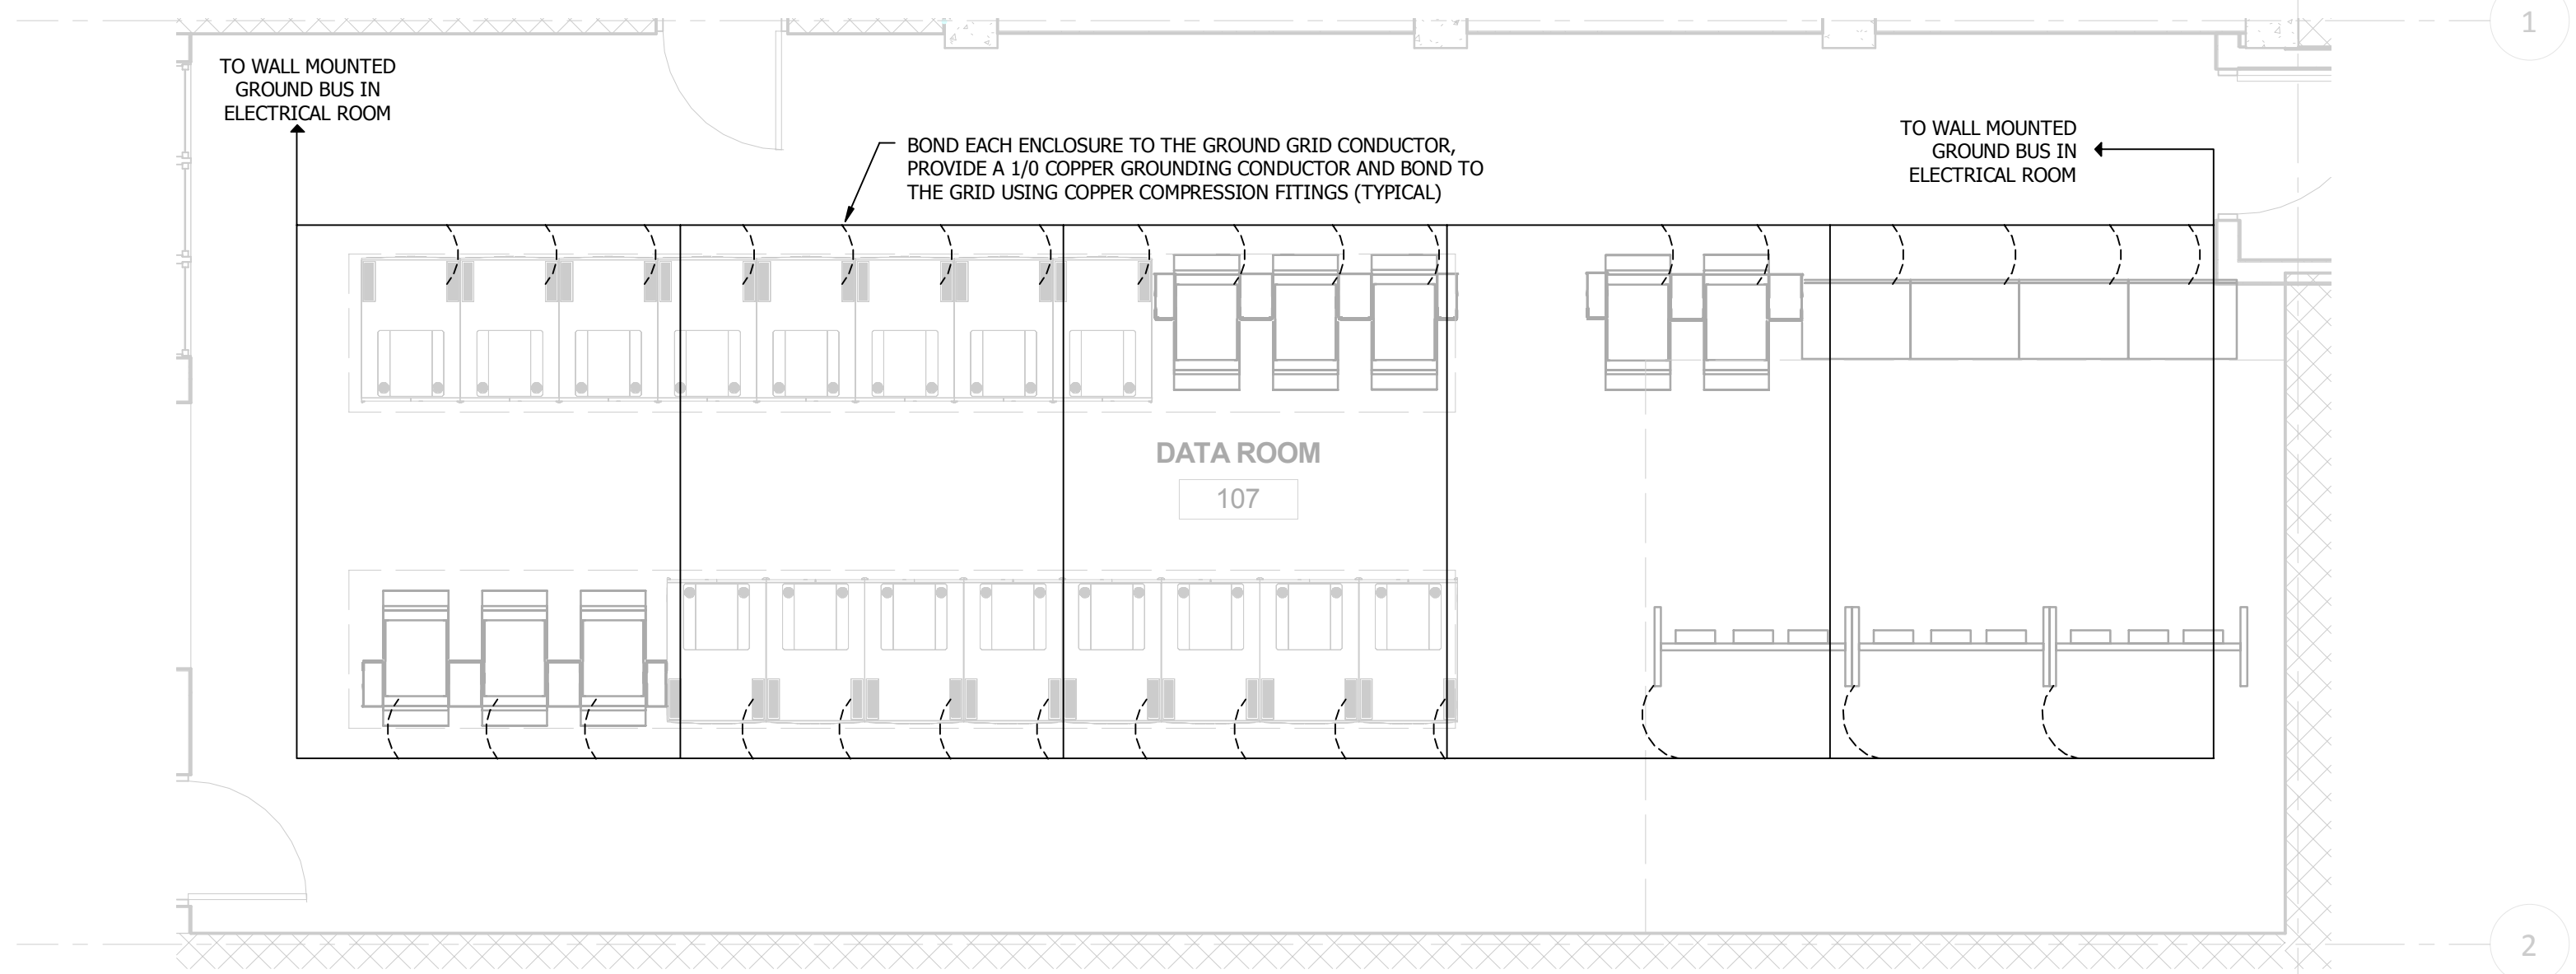 1
TO WALL MOUNTED
GROUND BUS IN
ELECTRICAL ROOM
BOND EACH ENCLOSURE TO THE GROUND GRID CONDUCTOR,
PROVIDE A 1/0 COPPER GROUNDING CONDUCTOR AND BOND TO
THE GRID USING COPPER COMPRESSION FITTINGS (TYPICAL)
TO WALL MOUNTED
GROUND BUS IN
ELECTRICAL ROOM
DATA ROOM
107
2